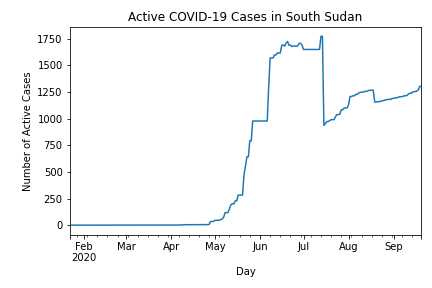 Active COVID-19 Cases in South Sudan
Number of Active Cases
1750
1500
1250
1000
750
500
250
0
Feb Mar Apr May Jun Jul Aug Sep
2020
Day